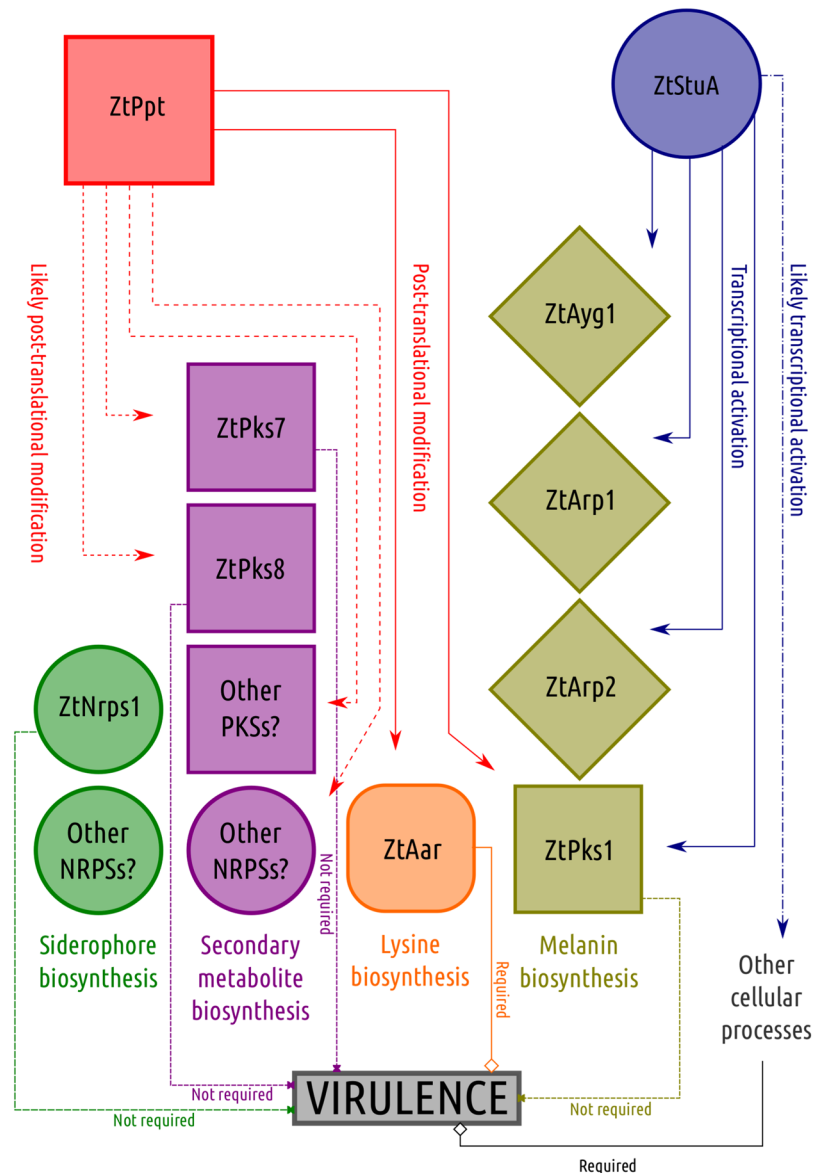 ZtPpt
ZtStuA
Likely post-translational modification
Post-translational modification
Transcriptional activation
Likely transcriptional activation
ZtAyg1
ZtPks7
ZtArp1
ZtPks8
ZtArp2
ZtNrps1
Other
PKSs?
Other
NRPSs?
Other
NRPSs?
ZtAar
ZtPks1
Not required
Siderophore
biosynthesis
Secondary
metabolite
biosynthesis
Lysine
biosynthesis
Required
Melanin
biosynthesis
Other
cellular
processes
VIRULENCE
Not required
Not required
Not required
Required